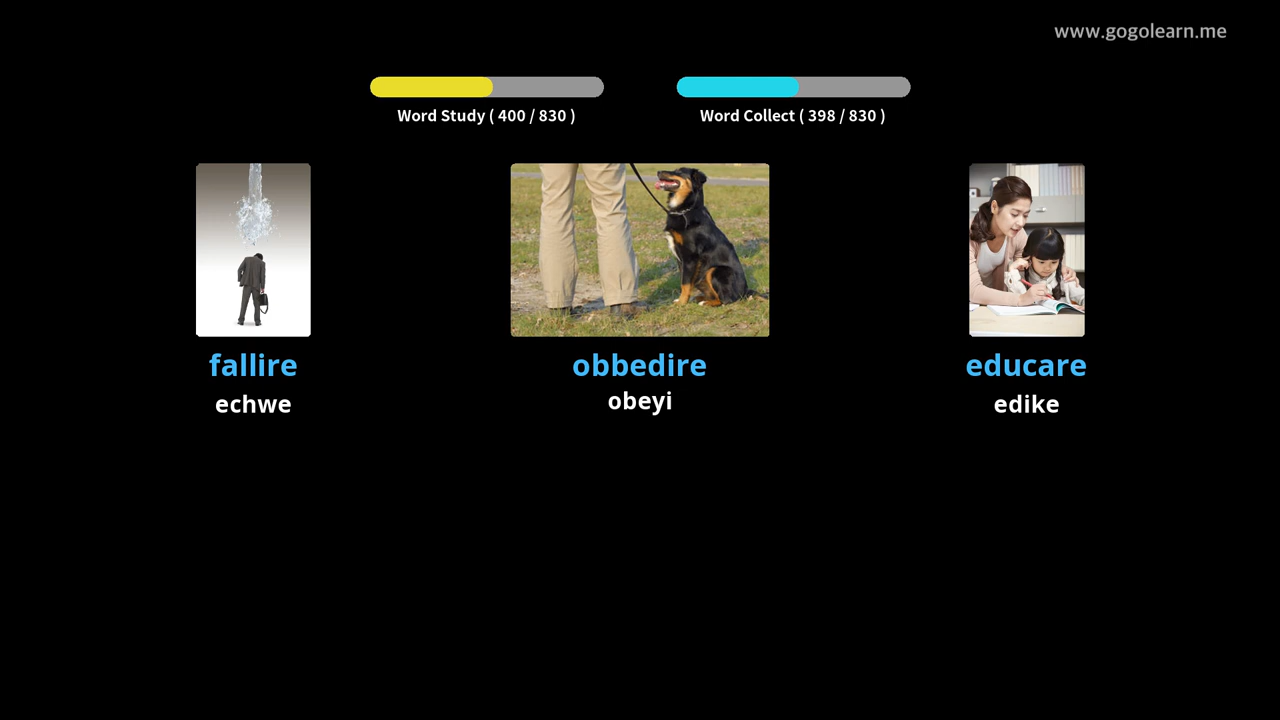 www.gogolearn.me
Word Study ( 400 / 830 )
Word Collect ( 398 / 830 )
fallire
echwe
obbedire
obeyi
educare
edike